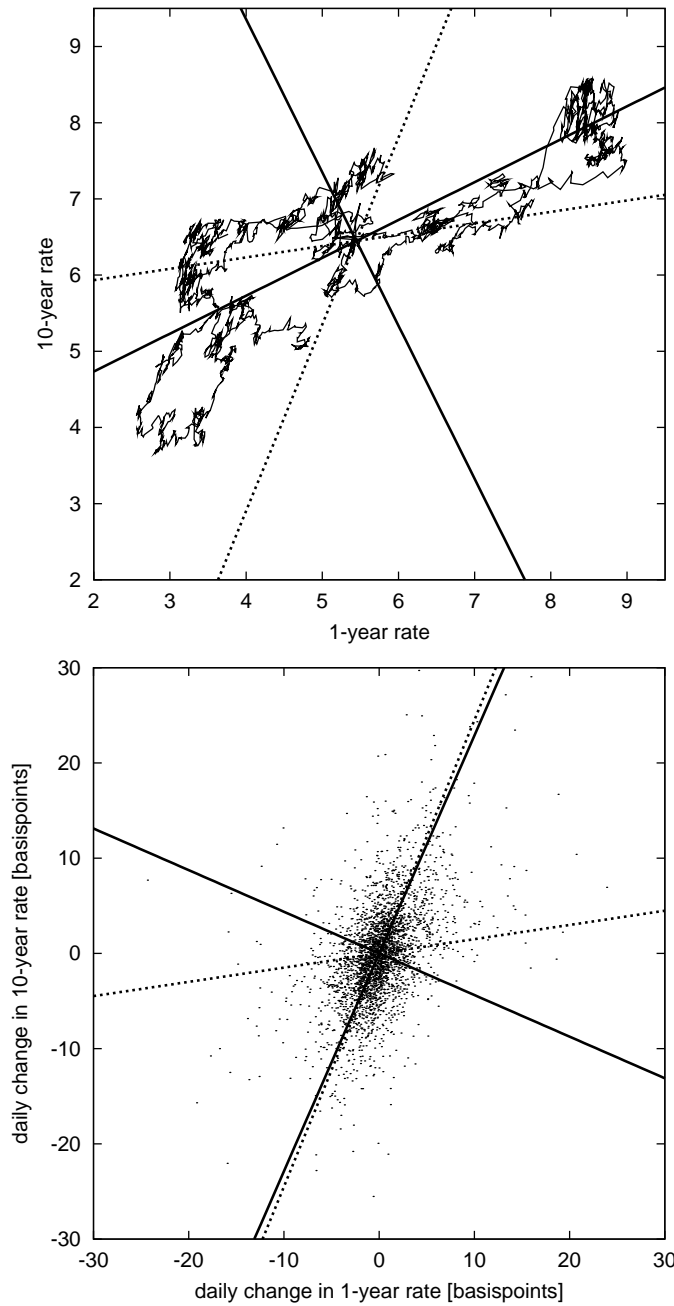 9
8
7
6
5
4
3
2
10-year rate
2 3 4 5 6 7 8 9
1-year rate
30
20
10
0
-10
-20
-30
daily change in 10-year rate [basispoints]
-30 -20 -10 0 10 20 30
daily change in 1-year rate [basispoints]